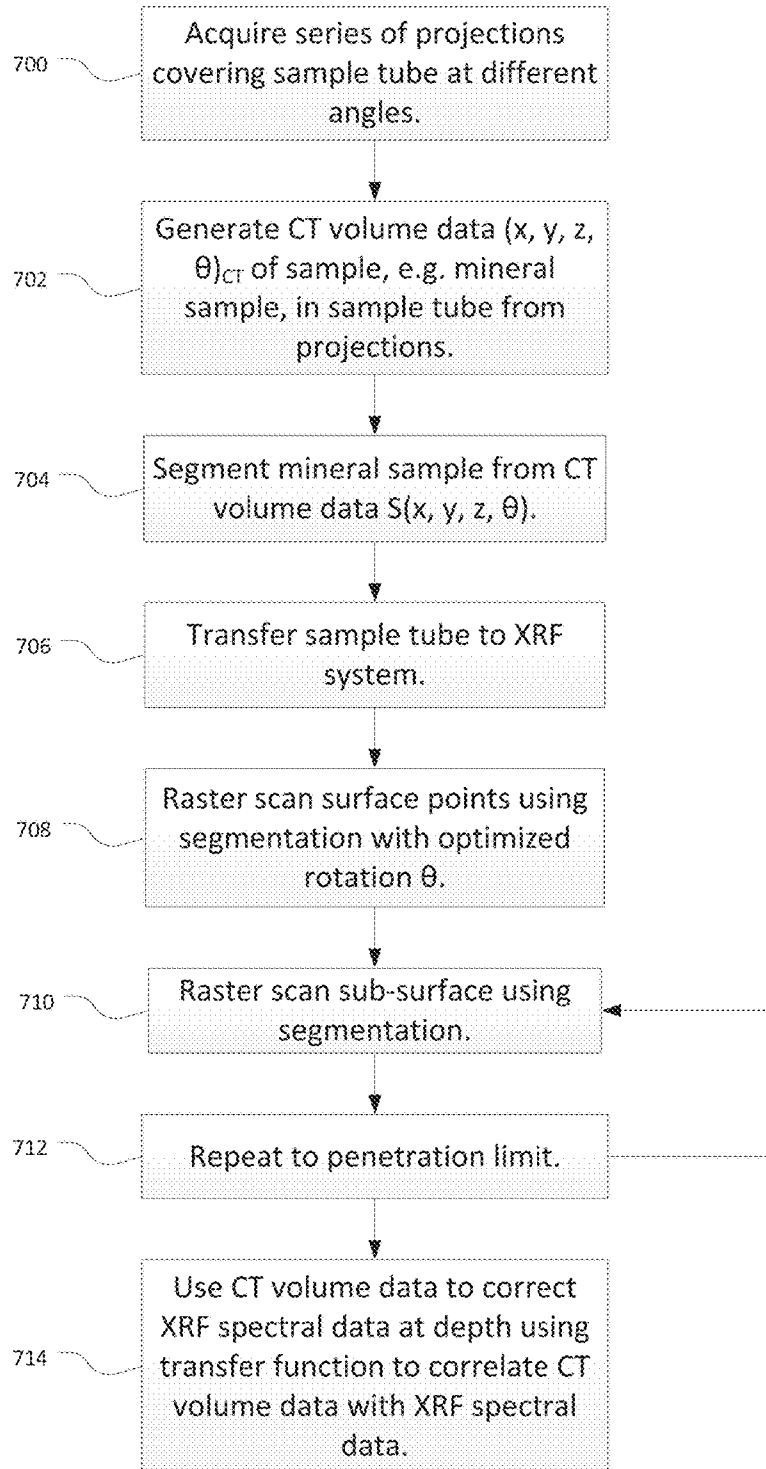 700
Acquire series of projections
covering sample tube at different
angles.
702
Generate CT volume data (x, y, z,
θ)CT of sample, e.g. mineral
sample, in sample tube from
projections.
704
Segment mineral sample from CT
volume data S(x, y, z, θ).
706
Transfer sample tube to XRF
system.
708
Raster scan surface points using
segmentation with optimized
rotation θ.
710
Raster scan sub-surface using
segmentation.
712
Repeat to penetration limit.
714
Use CT volume data to correct
XRF spectral data at depth using
transfer function to correlate CT
volume data with XRF spectral
data.